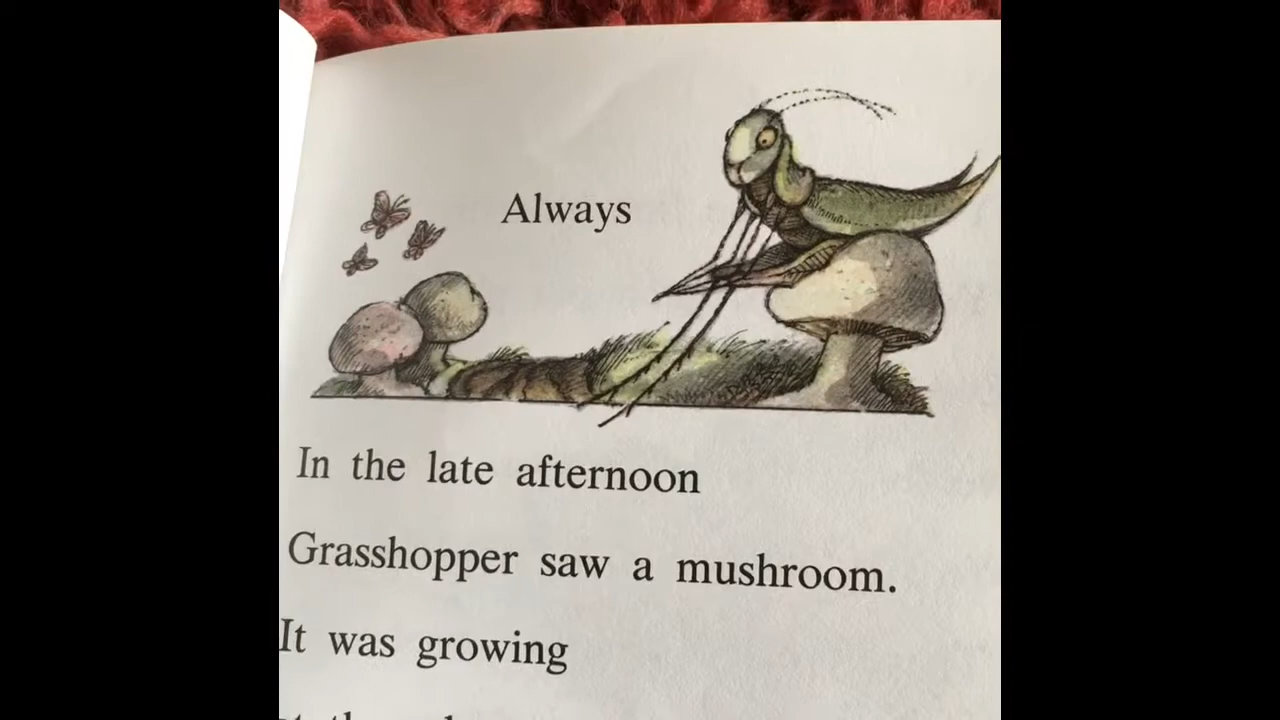 Always
In the late afternoon
Grasshopper saw a mushroom.
It was growing